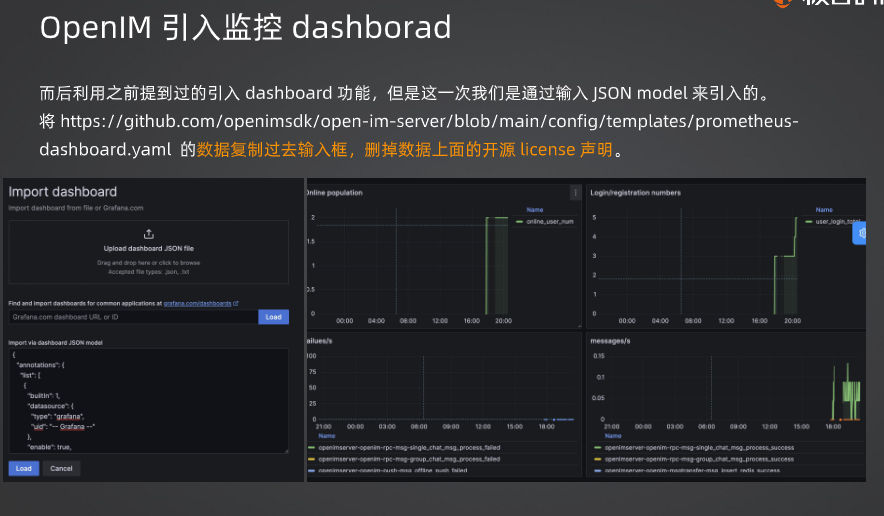 OpenIM 引入监控 dashborad
而后利用之前提到过的引入 dashboard 功能，但是这一次我们是通过输入 JSON model 来引入的。
将 https://github.com/openimsdk/open-im-server/blob/main/config/templates/prometheus-
dashboard.yaml 的数据复制过去输入框，删掉数据上面的开源 license 声明。
Import dashboard
Import dashboard from file or Grafana.com
Upload dashboard JSON file
Drag and drop here or click to browse
Accepted file types: .json, .txt
Find and import dashboards for common applications at grafana.com/dashboards
Grafana.com dashboard URL or ID
Load
Import via dashboard JSON model
{
"annotations": {
"list": [
{
"builtIn": 1,
"datasource": {
"type": "grafana",
"uid": "-- Grafana --"
},
"enable": true,
Load
Cancel
Online population
Name
online_user_num
2
1.5
1
0.5
0
00:00 04:00 08:00 12:00 16:00 20:00
Login/registration numbers
Name
user_login_total
5
4
3
2
1
0
00:00 04:00 08:00 12:00 16:00 20:00
failues/s
100
75
50
25
0
21:00 00:00 03:00 06:00 09:00 12:00 15:00 18:00
Name
openimserver-openim-rpc-msg-single_chat_msg_process_failed
openimserver-openim-rpc-msg-group_chat_msg_process_failed
openimserver-openim-push-msg_offline_push_failed
messages/s
0.15
0.1
0.05
0
21:00 00:00 03:00 06:00 09:00 12:00 15:00 18:00
Name
openimserver-openim-rpc-msg-single_chat_msg_process_success
openimserver-openim-rpc-msg-group_chat_msg_process_success
openimserver-openim-msgtransfer-msg_insert_redis_success